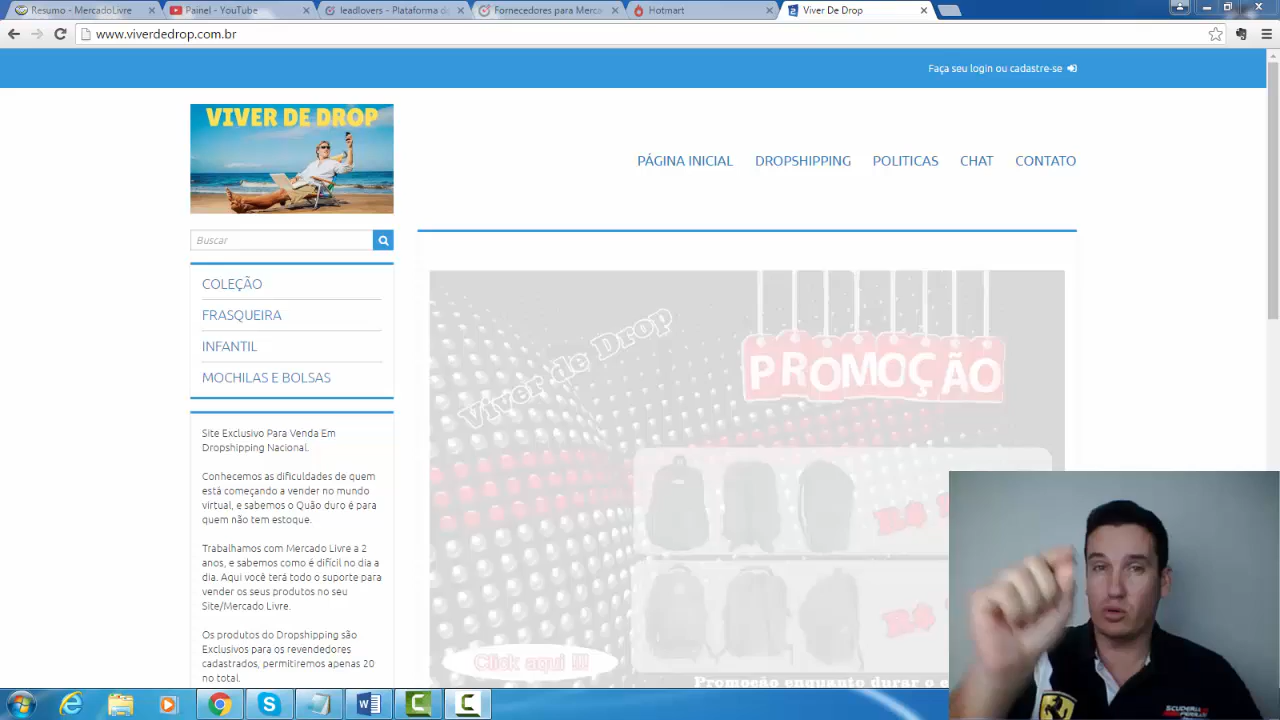 Resumo - MercadoLivre
Painel - YouTube
leadlovers - Plataforma d
Fornecedores para Merca
Hotmart
Viver De Drop
www.viverdedrop.com.br
Faça seu login ou cadastre-se
VIVER DE DROP
PÁGINA INICIAL DROPSHIPPING POLITICAS CHAT CONTATO
Buscar
COLEÇÃO
FRASQUEIRA
INFANTIL
MOCHILAS E BOLSAS
Site Exclusivo Para Venda Em
Dropshipping Nacional.
Conhecemos as dificuldades de quem
está começando a vender no mundo
virtual, e sabemos o Quão duro é para
quem não tem estoque.
Trabalhamos com Mercado Livre a 2
anos, e sabemos como é difícil no dia a
dia. Aqui você terá todo o suporte para
vender os seus produtos no seu
Site/Mercado Livre.
Os produtos do Dropshipping são
Exclusivos para os revendedores
cadastrados, permitiremos apenas 20
no total.
Viver de Drop
PROMOÇÃO
R$
R$
Click aqui !!!
Promoção enquanto durar o e
SCUDERIA